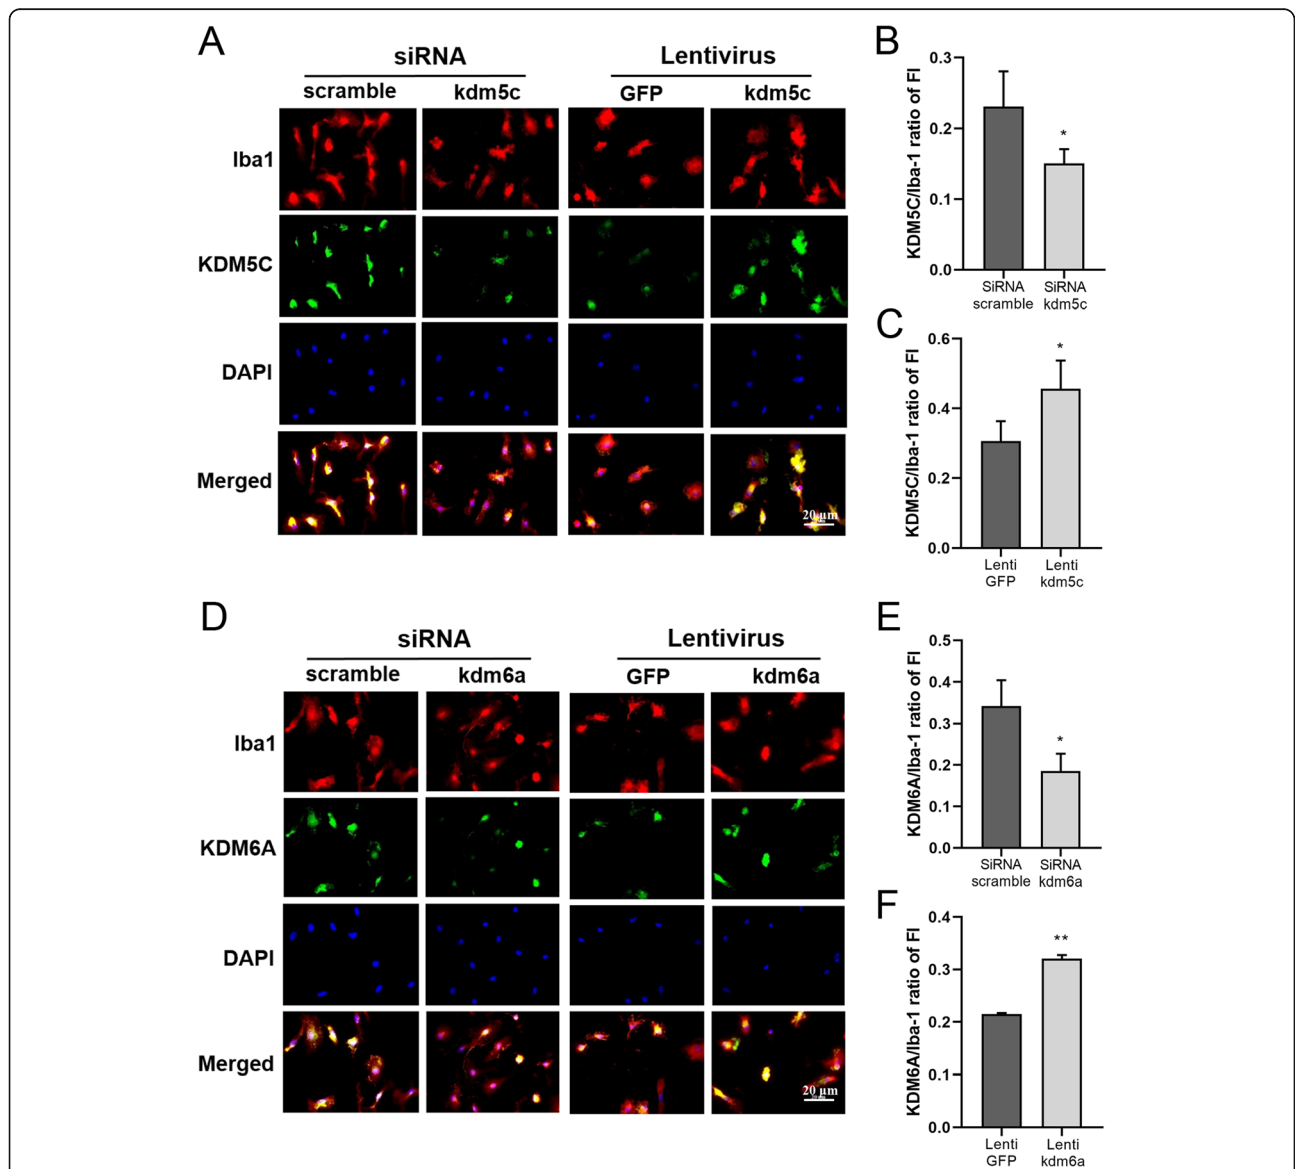 A
siRNA
Lentivirus
scramble
kdm5c
GFP
kdm5c
Iba1
KDM5C
DAPI
Merged
20 µm
B
KDM5C/Iba-1 ratio of FI
0.3
0.2
0.1
0.0
*
SiRNA
scramble
SiRNA
kdm5c
C
KDM5C/Iba-1 ratio of FI
0.6
0.4
0.2
0.0
*
Lenti
GFP
Lenti
kdm5c
D
siRNA
Lentivirus
scramble
kdm6a
GFP
kdm6a
Iba1
KDM6A
DAPI
Merged
20 µm
E
KDM6A/Iba-1 ratio of FI
0.5
0.4
0.3
0.2
0.1
0.0
*
SiRNA
scramble
SiRNA
kdm6a
F
KDM6A/Iba-1 ratio of FI
0.4
0.3
0.2
0.1
0.0
**
Lenti
GFP
Lenti
kdm6a